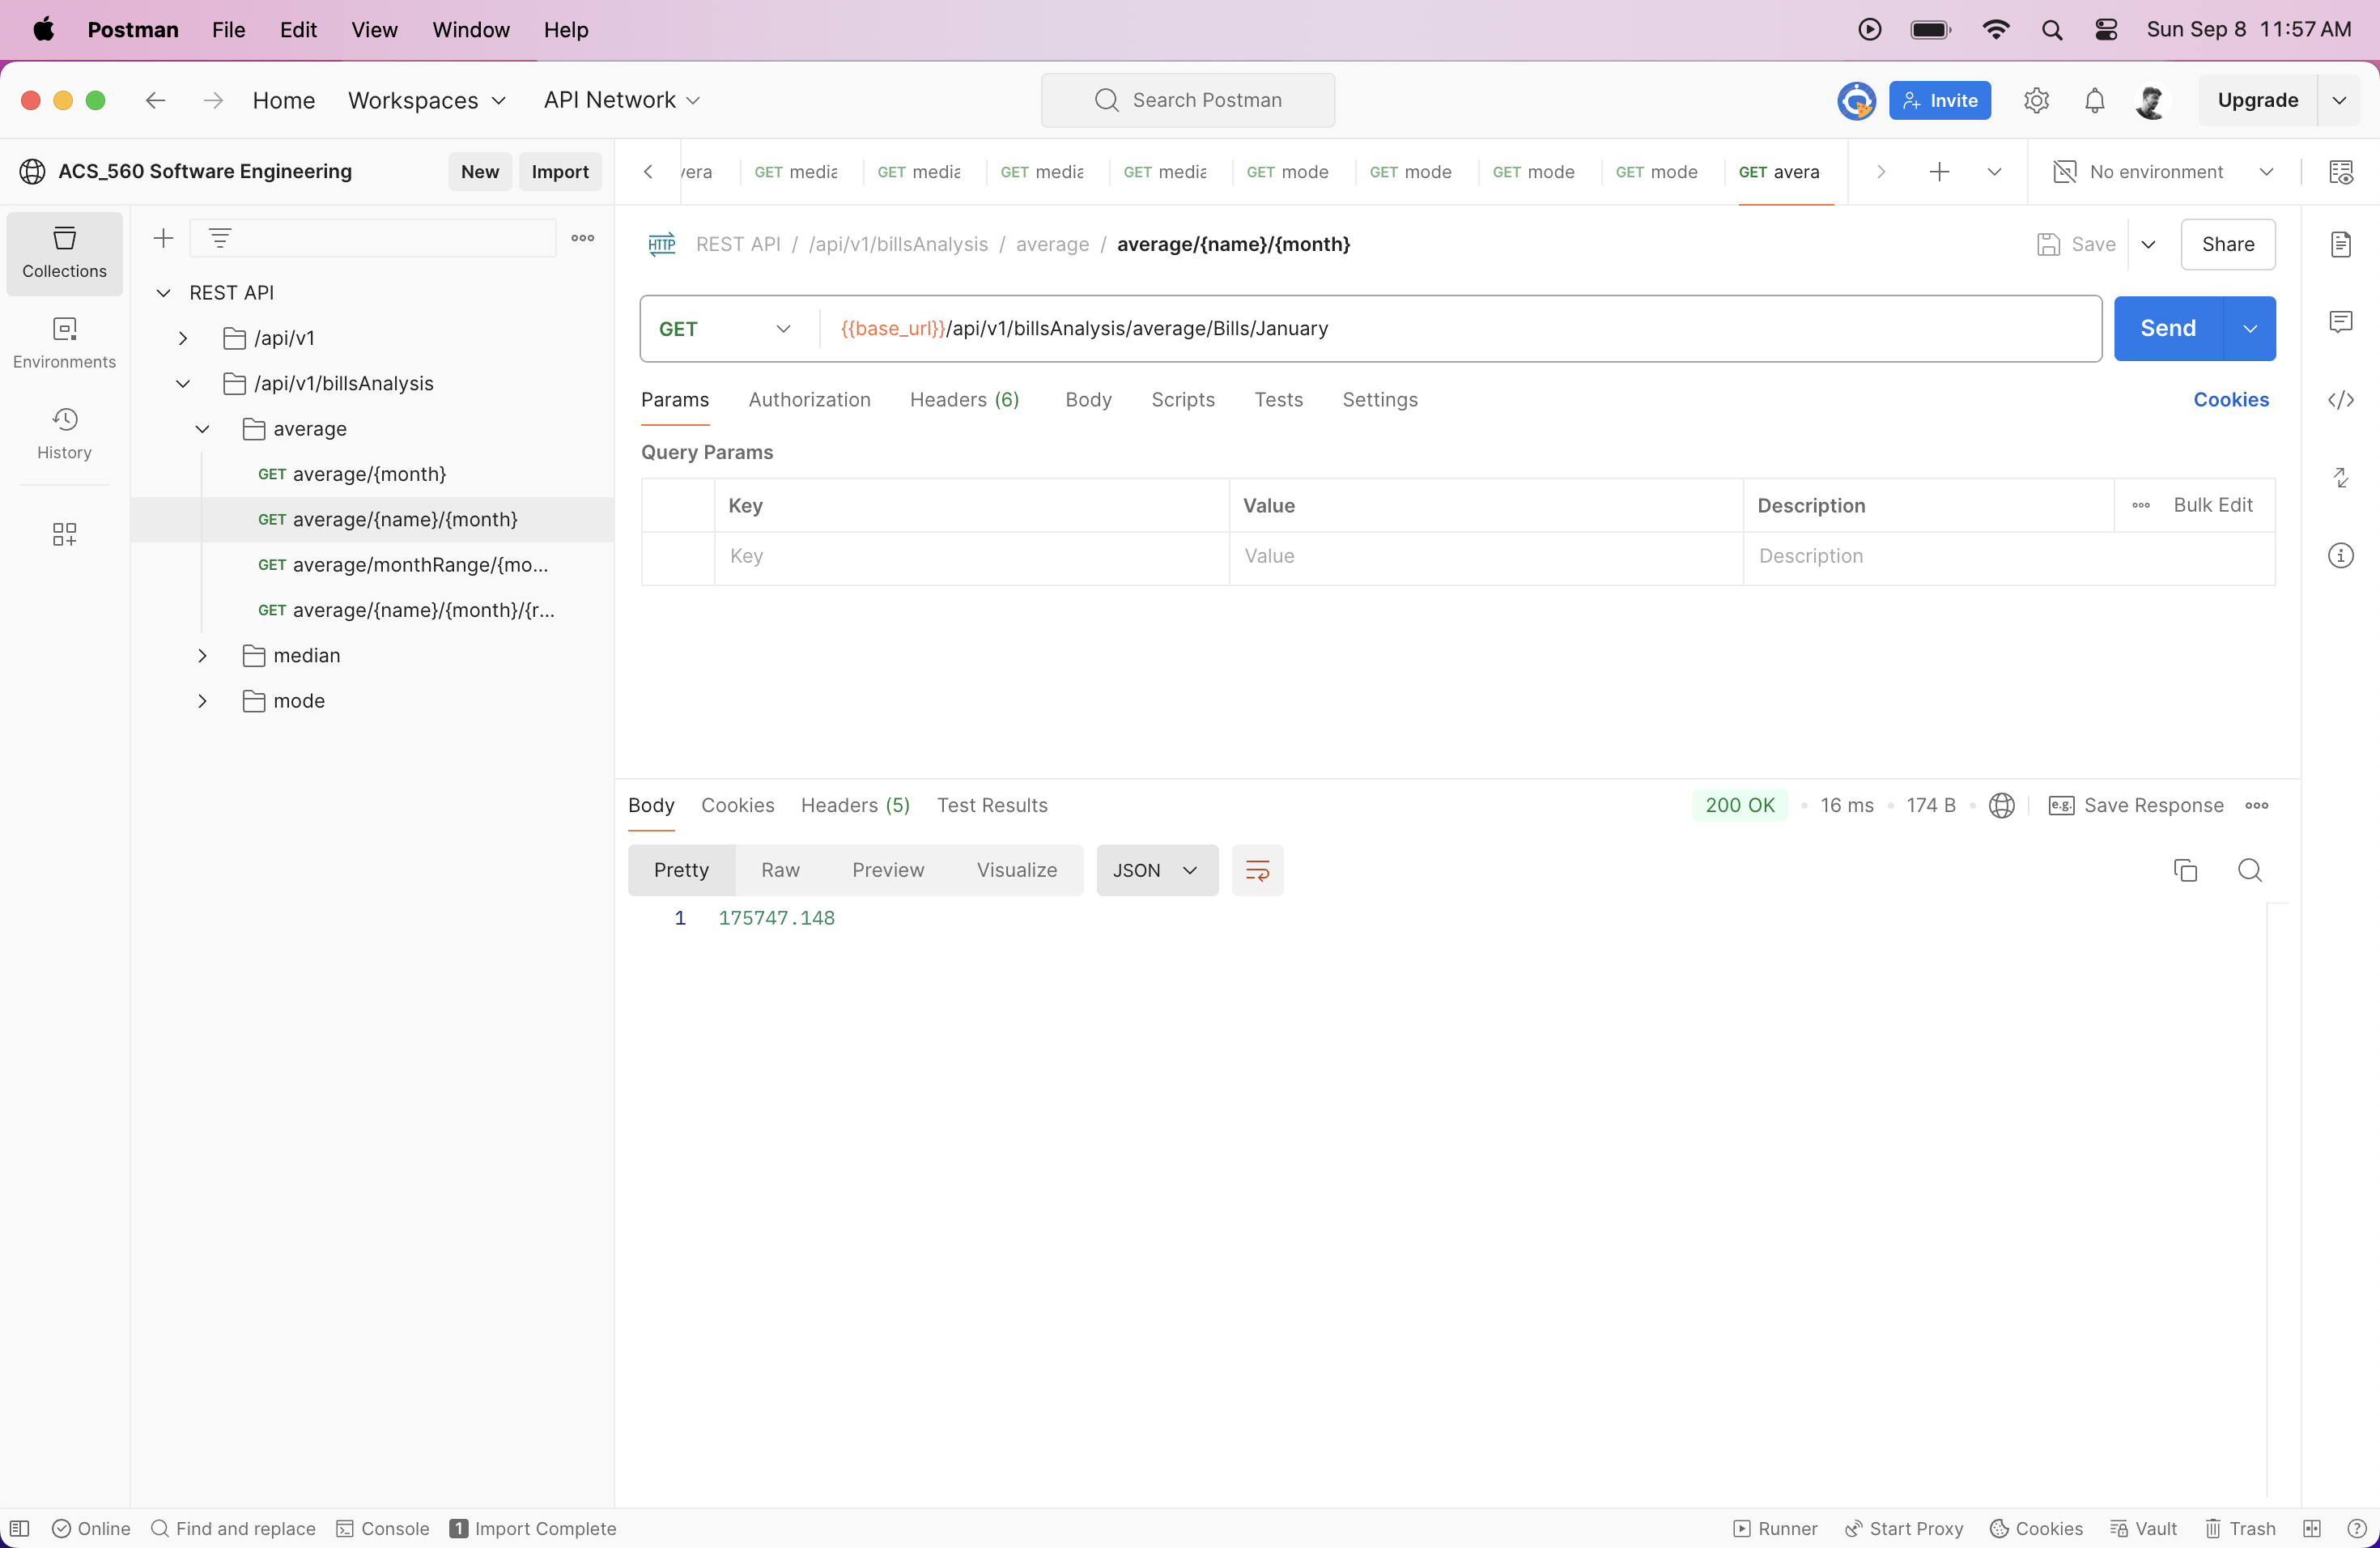 Postman File Edit View Window Help Sun Sep 8 11:57 AM
Home Workspaces API Network Search Postman Invite Upgrade
ACS_560 Software Engineering New Import
GET media GET media GET media GET media GET mode GET mode GET mode GET mode GET avera No environment
Collections
Environments
History
REST API
/api/v1
/api/v1/billsAnalysis
average
GET average/{month}
GET average/{name}/{month}
GET average/monthRange/{mo...
GET average/{name}/{month}/{r...
median
mode
HTTP REST API / /api/v1/billsAnalysis / average / average/{name}/{month} Save Share
GET {{base_url}}/api/v1/billsAnalysis/average/Bills/January Send
Params Authorization Headers (6) Body Scripts Tests Settings Cookies
Query Params
Key Value Description Bulk Edit
Key Value Description
Body Cookies Headers (5) Test Results 200 OK 16 ms 174 B e.g. Save Response
Pretty Raw Preview Visualize JSON
1 175747.148
Online Find and replace Console 1 Import Complete Runner Start Proxy Cookies Vault Trash